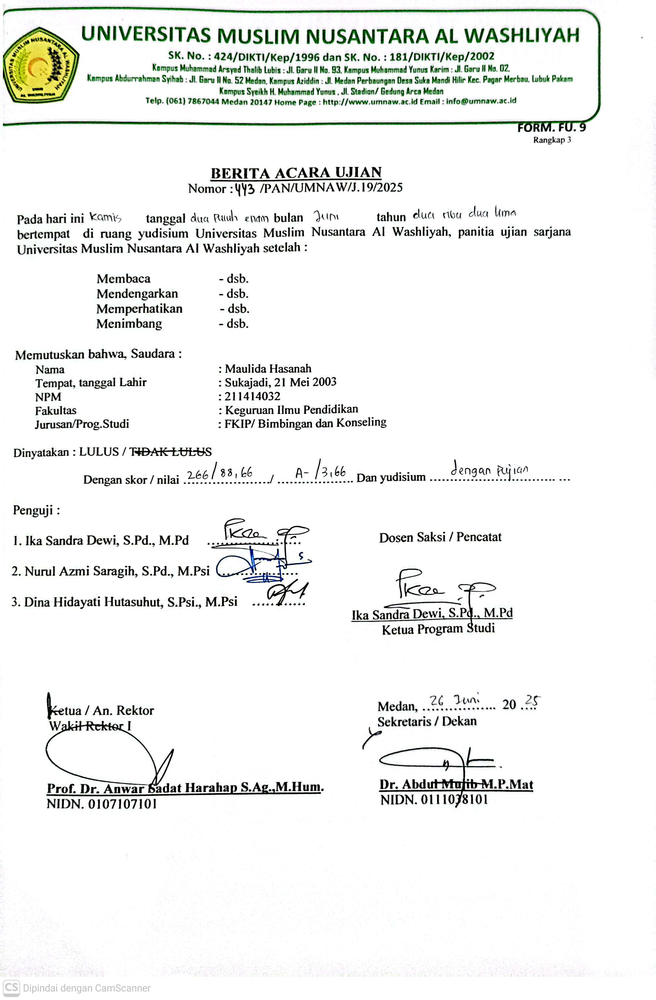 UNIVERSITAS MUSLIM NUSANTARA AL WASHLIYAH
SK. No. : 424/DIKTI/Kep/1996 dan SK. No. : 181/DIKTI/Kep/2002
Kampus Muhammad Arsyad Thalib Lubis : Jl. Garu II No. 93, Kampus Muhammad Yunus Karim : Jl. Garu II No. 02,
Kampus Abdurrahman Syihab : Jl. Garu II No. 52 Medan, Kampus Aziddin : Jl. Medan Perbaungan Desa Suka Mandi Hilir Kec. Pagar Merbau, Lubuk Pakam
Kampus Syeikh H. Muhammad Yunus , Jl. Stadion/ Gedung Arca Medan
Telp. (061) 7867044 Medan 20147 Home Page : http://www.umnaw.ac.id Email : info@umnaw.ac.id
UNIVERSITAS MUSLIM NUSANTARA AL WASHLIYAH
UMNAW
AL WASHLIYAH
FORM. FU. 9
Rangkap 3
BERITA ACARA UJIAN
Nomor : 443 /PAN/UMNAW/J.19/2025
Pada hari ini Kamis tanggal dua Puluh enam bulan Juni tahun dua ribu dua lima
bertempat di ruang yudisium Universitas Muslim Nusantara Al Washliyah, panitia ujian sarjana
Universitas Muslim Nusantara Al Washliyah setelah :
Membaca - dsb.
Mendengarkan - dsb.
Memperhatikan - dsb.
Menimbang - dsb.
Memutuskan bahwa, Saudara :
Nama : Maulida Hasanah
Tempat, tanggal Lahir : Sukajadi, 21 Mei 2003
NPM : 211414032
Fakultas : Keguruan Ilmu Pendidikan
Jurusan/Prog.Studi : FKIP/ Bimbingan dan Konseling
Dinyatakan : LULUS / TIDAK LULUS
Dengan skor / nilai 266/88,66 / A- /3,66 Dan yudisium dengan Pujian
Penguji :
1. Ika Sandra Dewi, S.Pd., M.Pd
Dosen Saksi / Pencatat
2. Nurul Azmi Saragih, S.Pd., M.Psi
3. Dina Hidayati Hutasuhut, S.Psi., M.Psi
Ika Sandra Dewi, S.Pd., M.Pd
Ketua Program Studi
Ketua / An. Rektor
Wakil Rektor I
Medan, 26 Juni 20 25
Sekretaris / Dekan
Prof. Dr. Anwar Sadat Harahap S.Ag.,M.Hum.
NIDN. 0107107101
Dr. Abdul Mujib M.P.Mat
NIDN. 0111038101
CS Dipindai dengan CamScanner